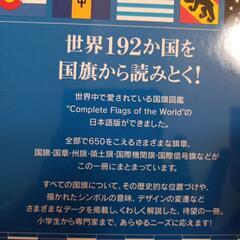 世界192か国を
国旗から読みとく!
世界中で愛されている国旗図鑑
"Complete Flags of the World"の
日本語版ができました。
全部で650をこえるさまざまな旗章、
国旗・国章・州旗・領土旗・国際機関旗・国際信号旗などが
この一冊にまとまっています。
すべての国旗について、その歴史的な位置づけや、
描かれたシンボルの意味、デザインの変遷など
さまざまなデータを掲載し、くわしく解説した、待望の一冊。
小学生から専門家まで、あらゆるニーズに応えます!